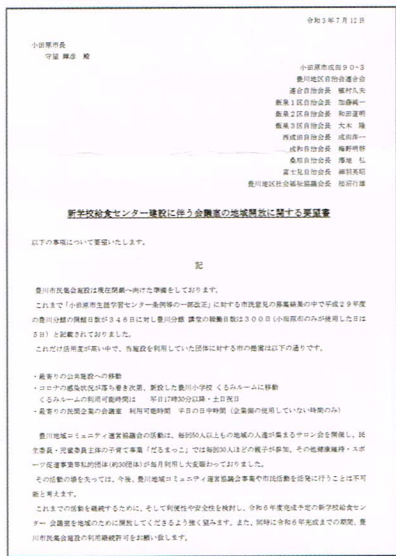 令和3年7月12日
小田原市長
守屋 輝彦 殿
小田原市成田90-3
豊川地区自治会連合会
連合自治会長 植村久夫
飯泉1区自治会長 加藤純一
飯泉2区自治会長 和田重明
飯泉3区自治会長 大木 隆
西成田自治会長 成田洋一
成和自治会長
桑原自治会長
富士見自治会長
豊川地区社会福祉協議会長
新学校給食センター建設に伴う会議室の地域開放に関する要望書
以下の事項について要望いたします。
記
豊川市民集会施設は現在閉鎖へ向けた準備をしております。
これまで「小田原市生涯学習センター条例等の一部改正」に対する市民意見の募集結果の中で平成29年度
の豊川分館の開館日数が346日に対し豊川分館 講堂の稼働日数は300日(小田原市のみが使用した日は
5日)と記載されておりました。
これだけ活用度が高い中で、当施設を利用していた団体に対する市の提案は以下の通りです。
・最寄りの公共施設への移動
・コロナの感染状況が落ち着き次第、新設した豊川小学校 くるみルームに移動
くるみルームの利用可能時間は 平日17時30分以降・土日祝日
・最寄りの民間企業の会議室 利用可能時間 平日の日中時間(企業側の使用していない時間のみ)
豊川地域コミュニティ運営協議会の活動は、毎回50人以上もの地域の人達が集まるサロン会を開催し、民
生委員・児童委員主体の子育て事業「だるまっこ」では毎回30人ほどの親子が参加、その他健康維持・スポ
ーツ促進事業等私的団体(約30団体)が毎月利用し大変賑わっておりました。
その活動の場を失っては、今後、豊川地域コミュニティ運営協議会事業や市民活動を活発に行うことは不可
能と考えます。
これまでの活動を継続するために、そして利便性や安全性を検討し、令和6年度完成予定の新学校給食セン
ター 会議室を地域のために開放してくださるよう強く望みます。また、同時に令和6年完成までの期間、豊
川市民集会施設の利用継続許可をお願い致します。